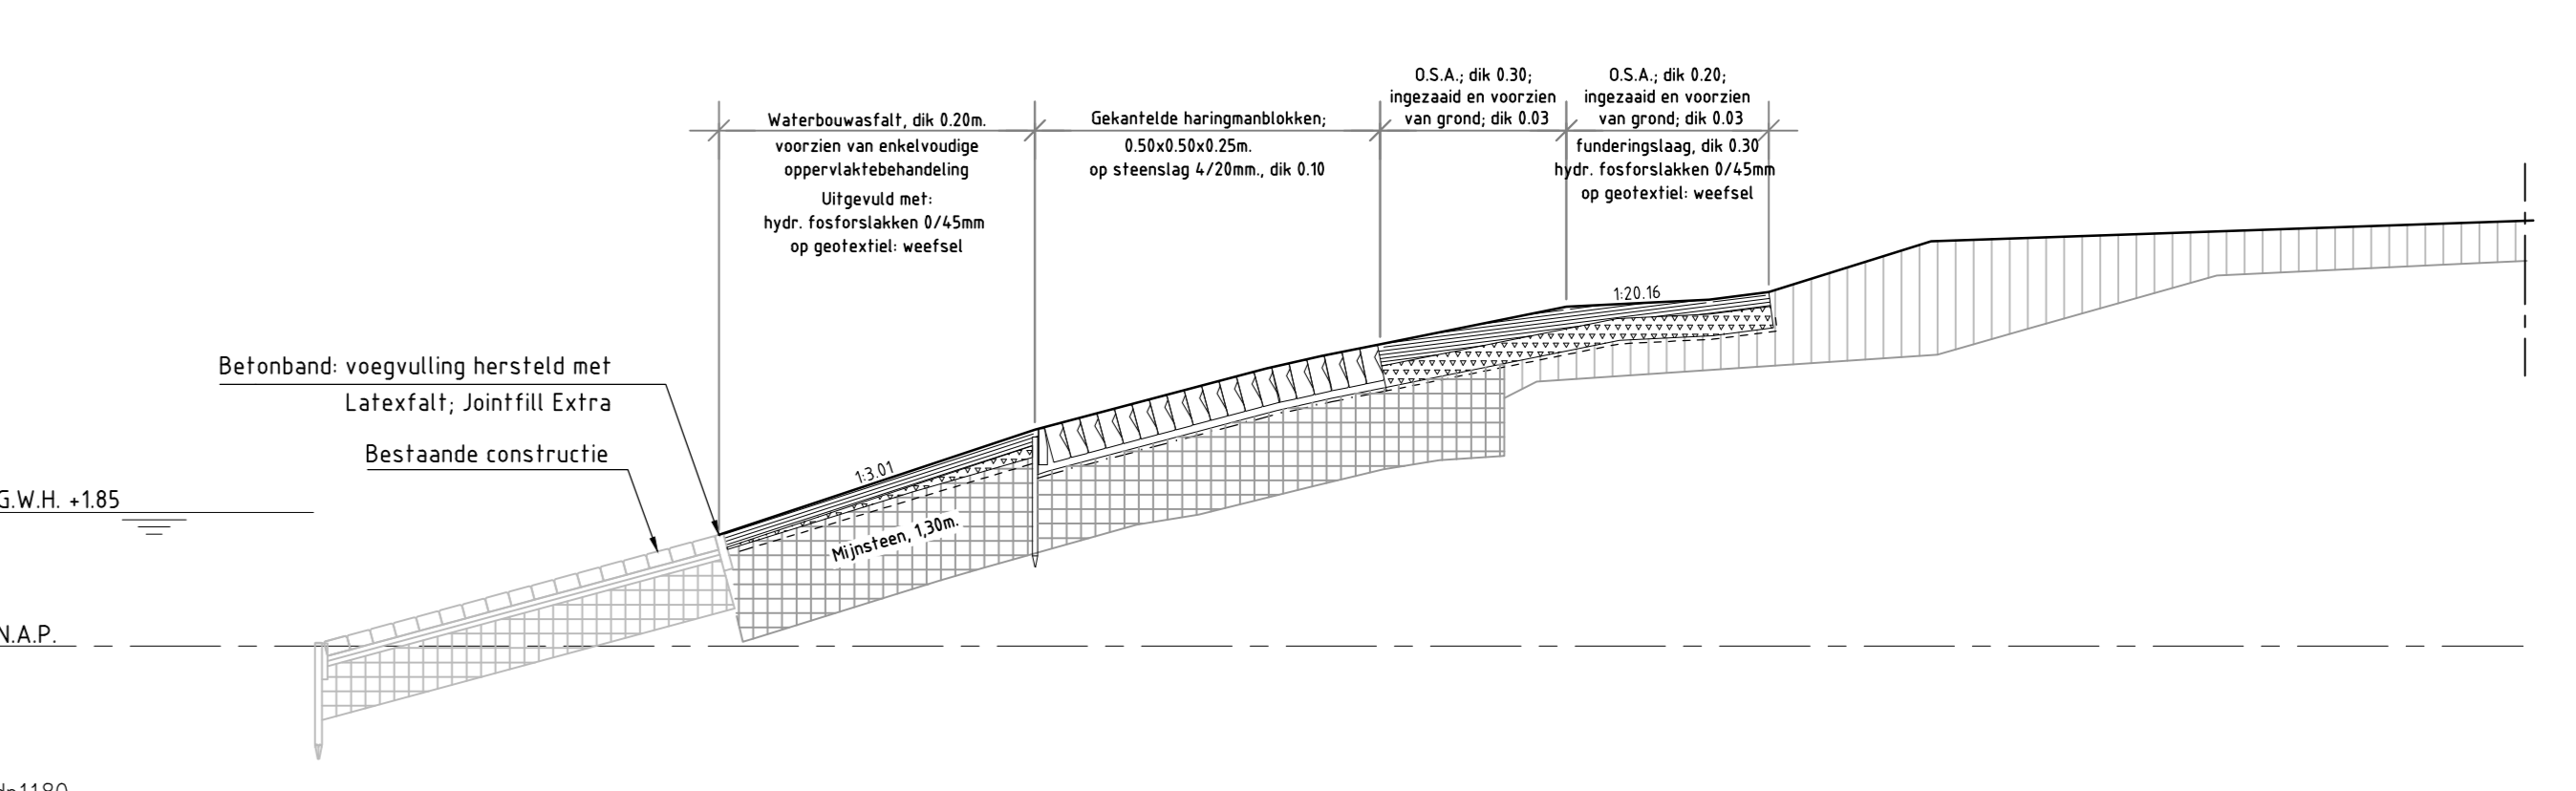 Waterbouwasfalt, dik 0.20m.
voorzien van enkelvoudige
oppervlaktebehandeling
Uitgevuld met:
hydr. fosforslakken 0/45mm
op geotextiel: weefsel
Gekantelde haringmanblokken;
0.50x0.50x0.25m.
op steenslag 4/20mm., dik 0.10
O.S.A.; dik 0.30;
ingezaaid en voorzien
van grond; dik 0.03
O.S.A.; dik 0.20;
ingezaaid en voorzien
van grond; dik 0.03
funderingslaag, dik 0.30
hydr. fosforslakken 0/45mm
op geotextiel: weefsel
1:20.16
Betonband: voegvulling hersteld met
Latexfalt; Jointfill Extra
Bestaande constructie
1:3.01
G.W.H. +1.85
Mijnsteen, 1,30m.
N.A.P.